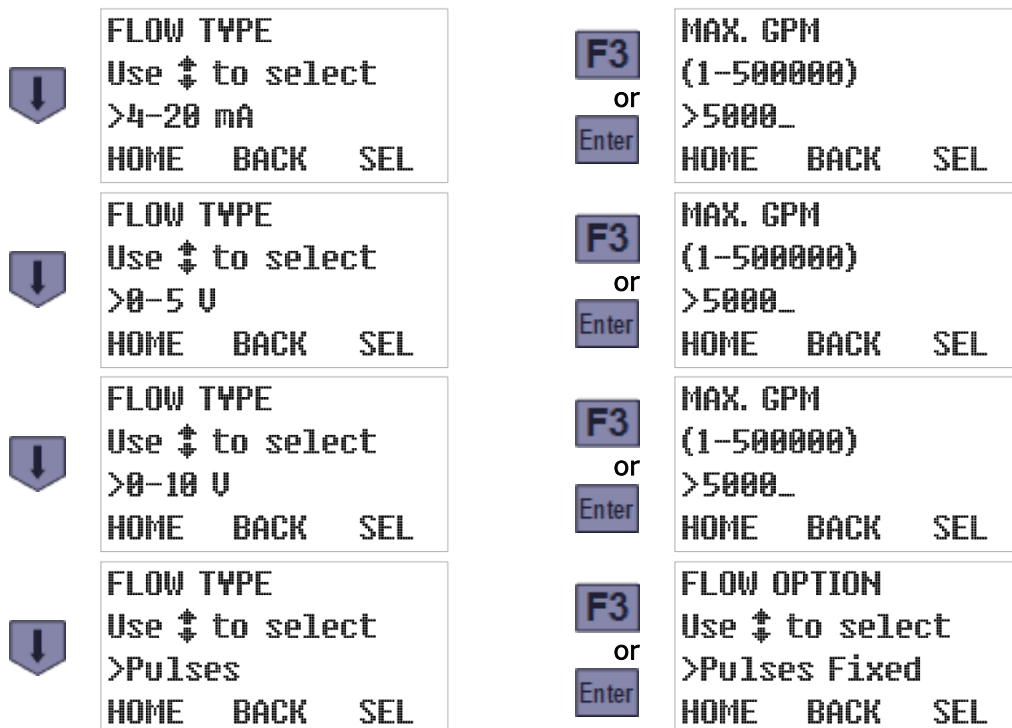 FLOW TYPE
Use ↕ to select
>4-20 mA
HOME BACK SEL
F3
or
Enter
MAX. GPM
(1-500000)
>5000_
HOME BACK SEL
FLOW TYPE
Use ↕ to select
>0-5 V
HOME BACK SEL
F3
or
Enter
MAX. GPM
(1-500000)
>5000_
HOME BACK SEL
FLOW TYPE
Use ↕ to select
>0-10 V
HOME BACK SEL
F3
or
Enter
MAX. GPM
(1-500000)
>5000_
HOME BACK SEL
FLOW TYPE
Use ↕ to select
>Pulses
HOME BACK SEL
F3
or
Enter
FLOW OPTION
Use ↕ to select
>Pulses Fixed
HOME BACK SEL